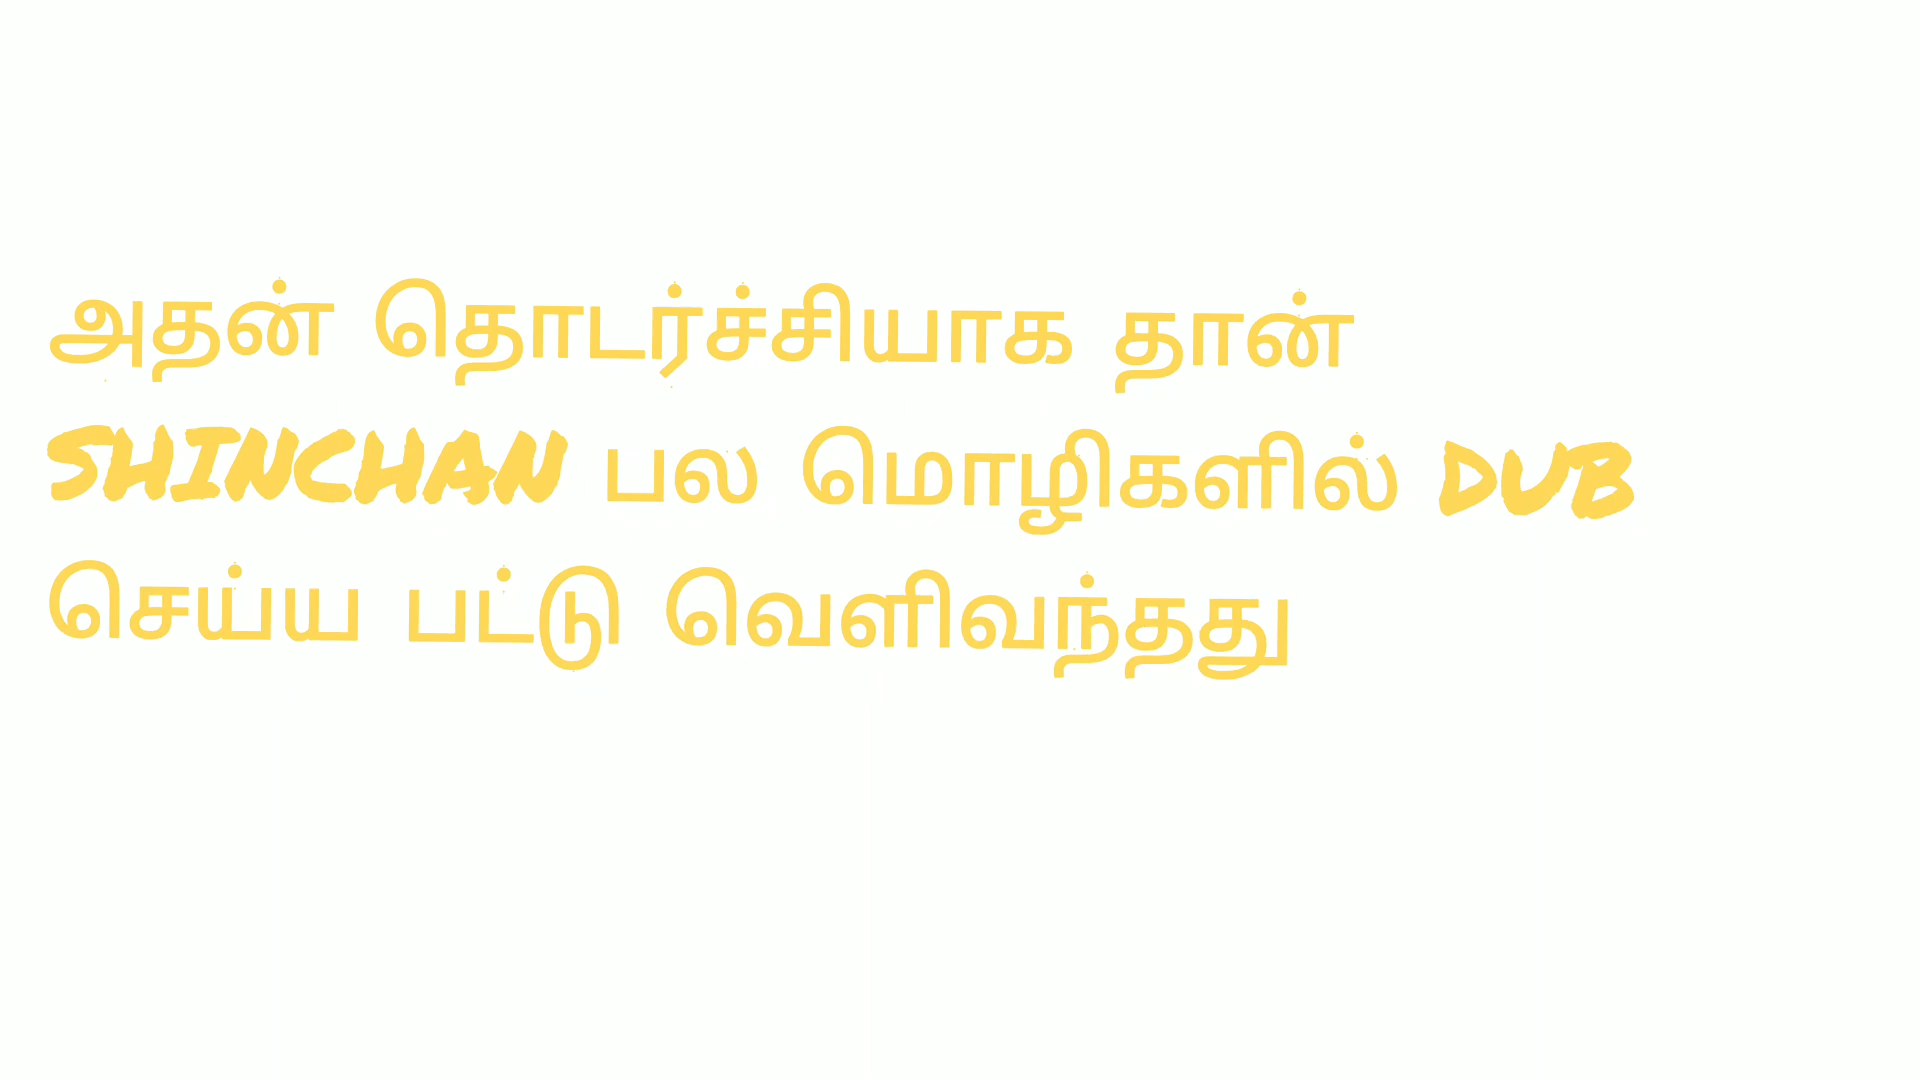 அதன் தொடர்ச்சியாக தான்
SHINCHAN பல மொழிகளில் DUB
செய்ய பட்டு வெளிவந்தது